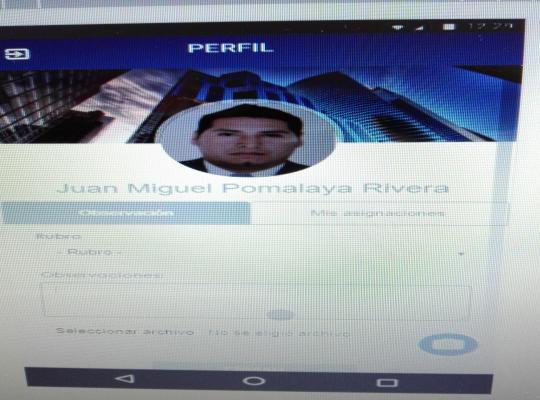 12:29
PERFIL
Juan Miguel Pomalaya Rivera
Observación Mis asignaciones
Rubro
- Rubro -
Observaciones:
Seleccionar archivo No se eligió archivo